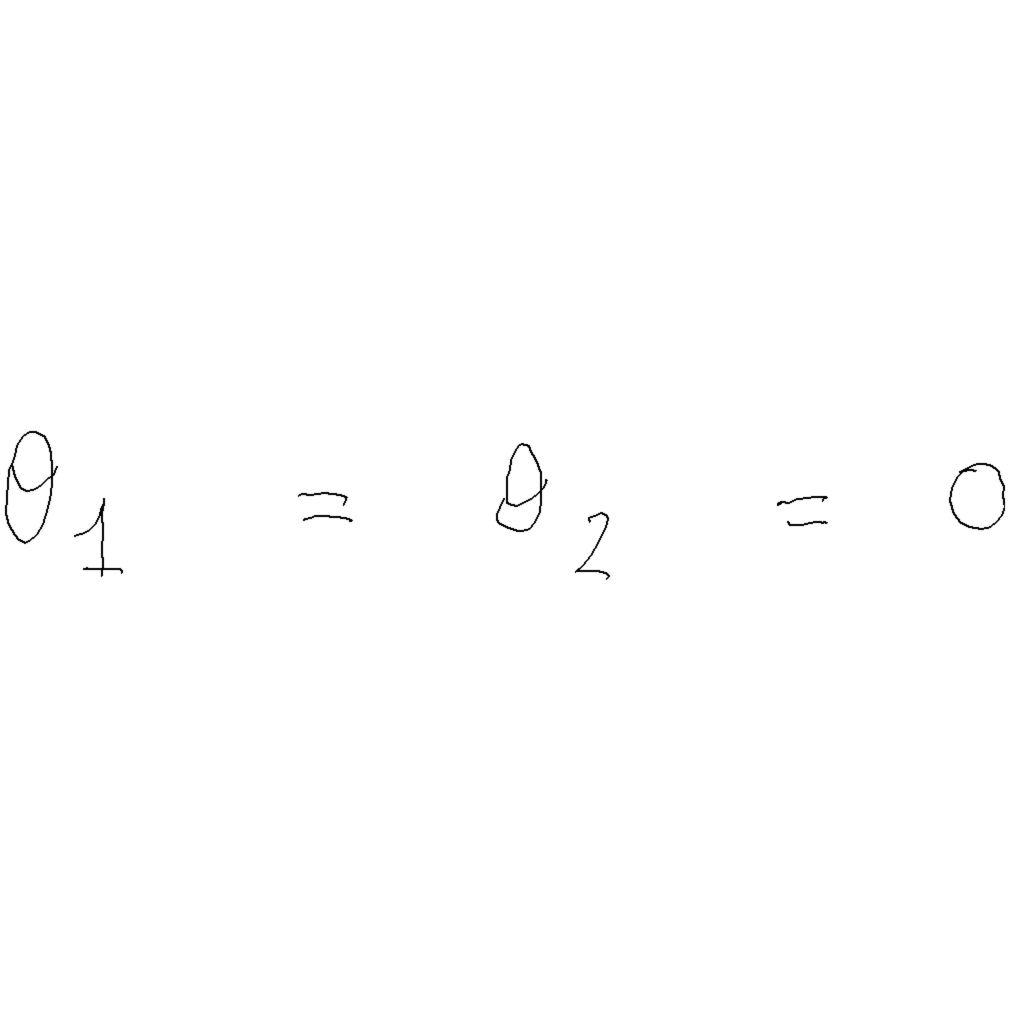 θ₁ = θ₂ = 0